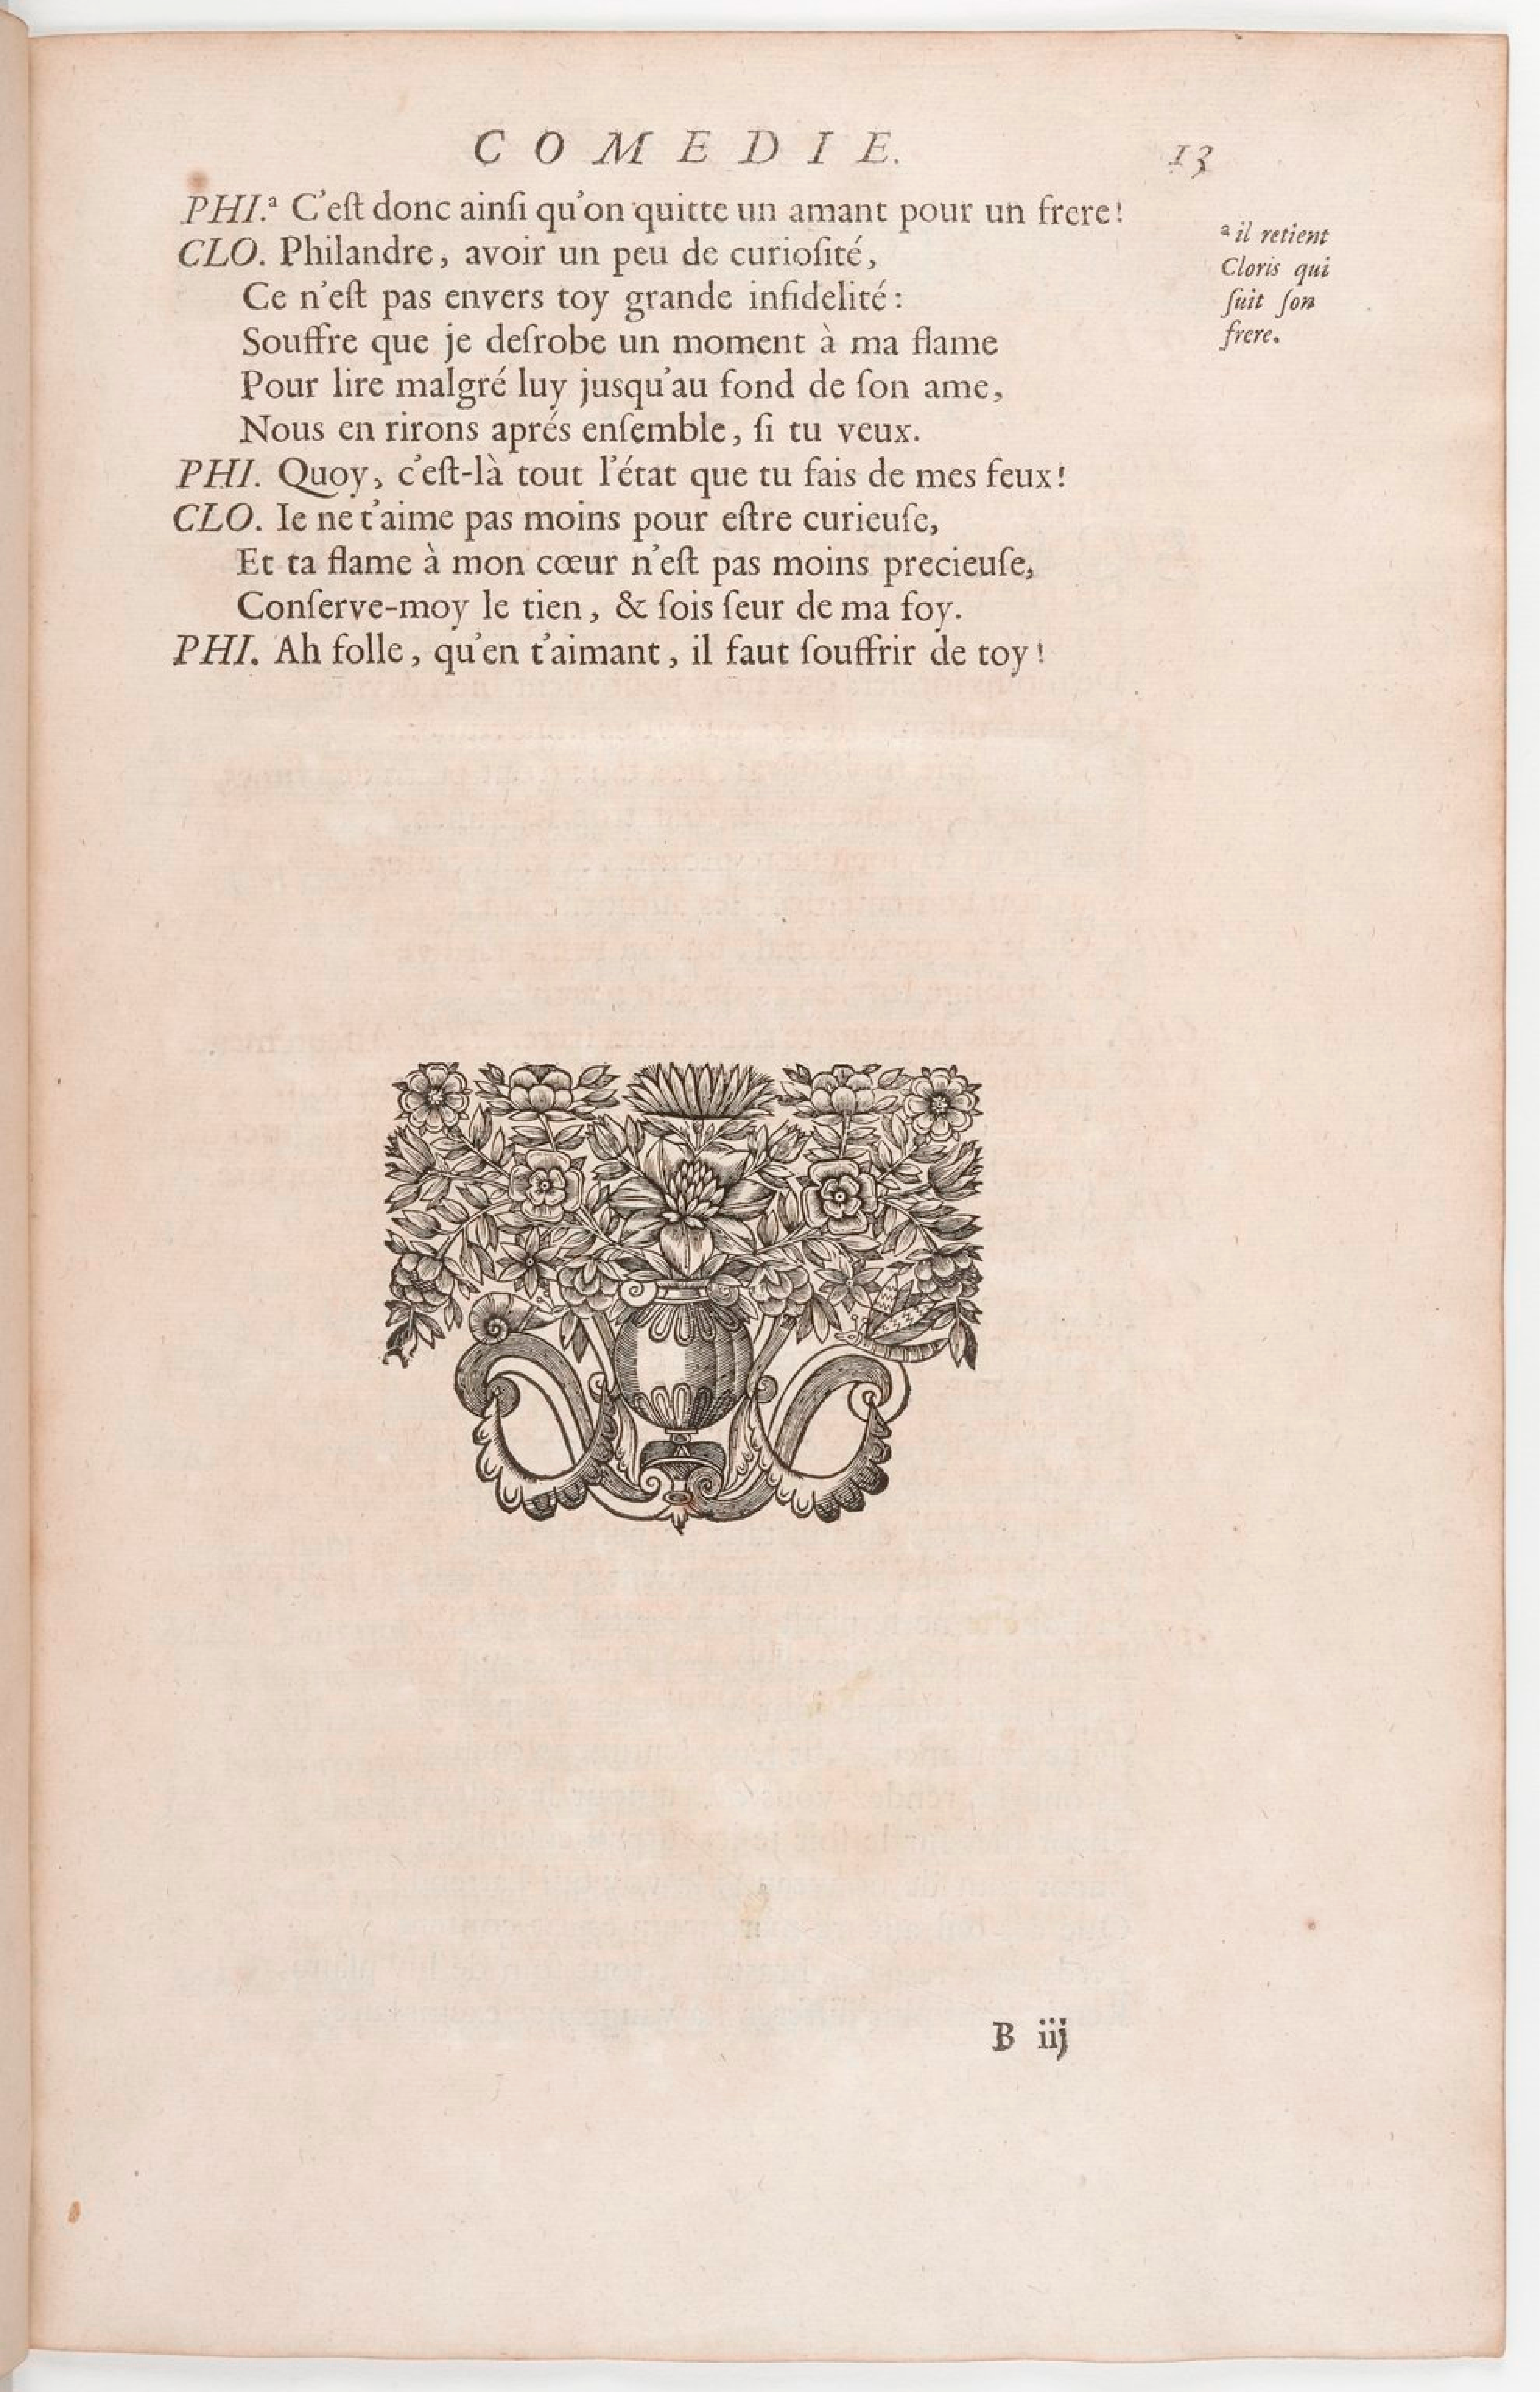 COMEDIE. 13
PHI.ª C'eſt donc ainſi qu'on quitte un amant pour un frere!
CLO. Philandre, avoir un peu de curioſité,
Ce n'eſt pas envers toy grande infidelité:
Souffre que je deſrobe un moment à ma flame
Pour lire malgré luy juſqu'au fond de ſon ame,
Nous en rirons aprés enſemble, ſi tu veux.
PHI. Quoy, c'eſt-là tout l'état que tu fais de mes feux!
CLO. Ie ne t'aime pas moins pour eſtre curieuſe,
Et ta flame à mon cœur n'eſt pas moins precieuſe,
Conſerve-moy le tien, & ſois ſeur de ma foy.
PHI. Ah folle, qu'en t'aimant, il faut ſouffrir de toy!
ª il retient
Cloris qui
ſuit ſon
frere.
B iij